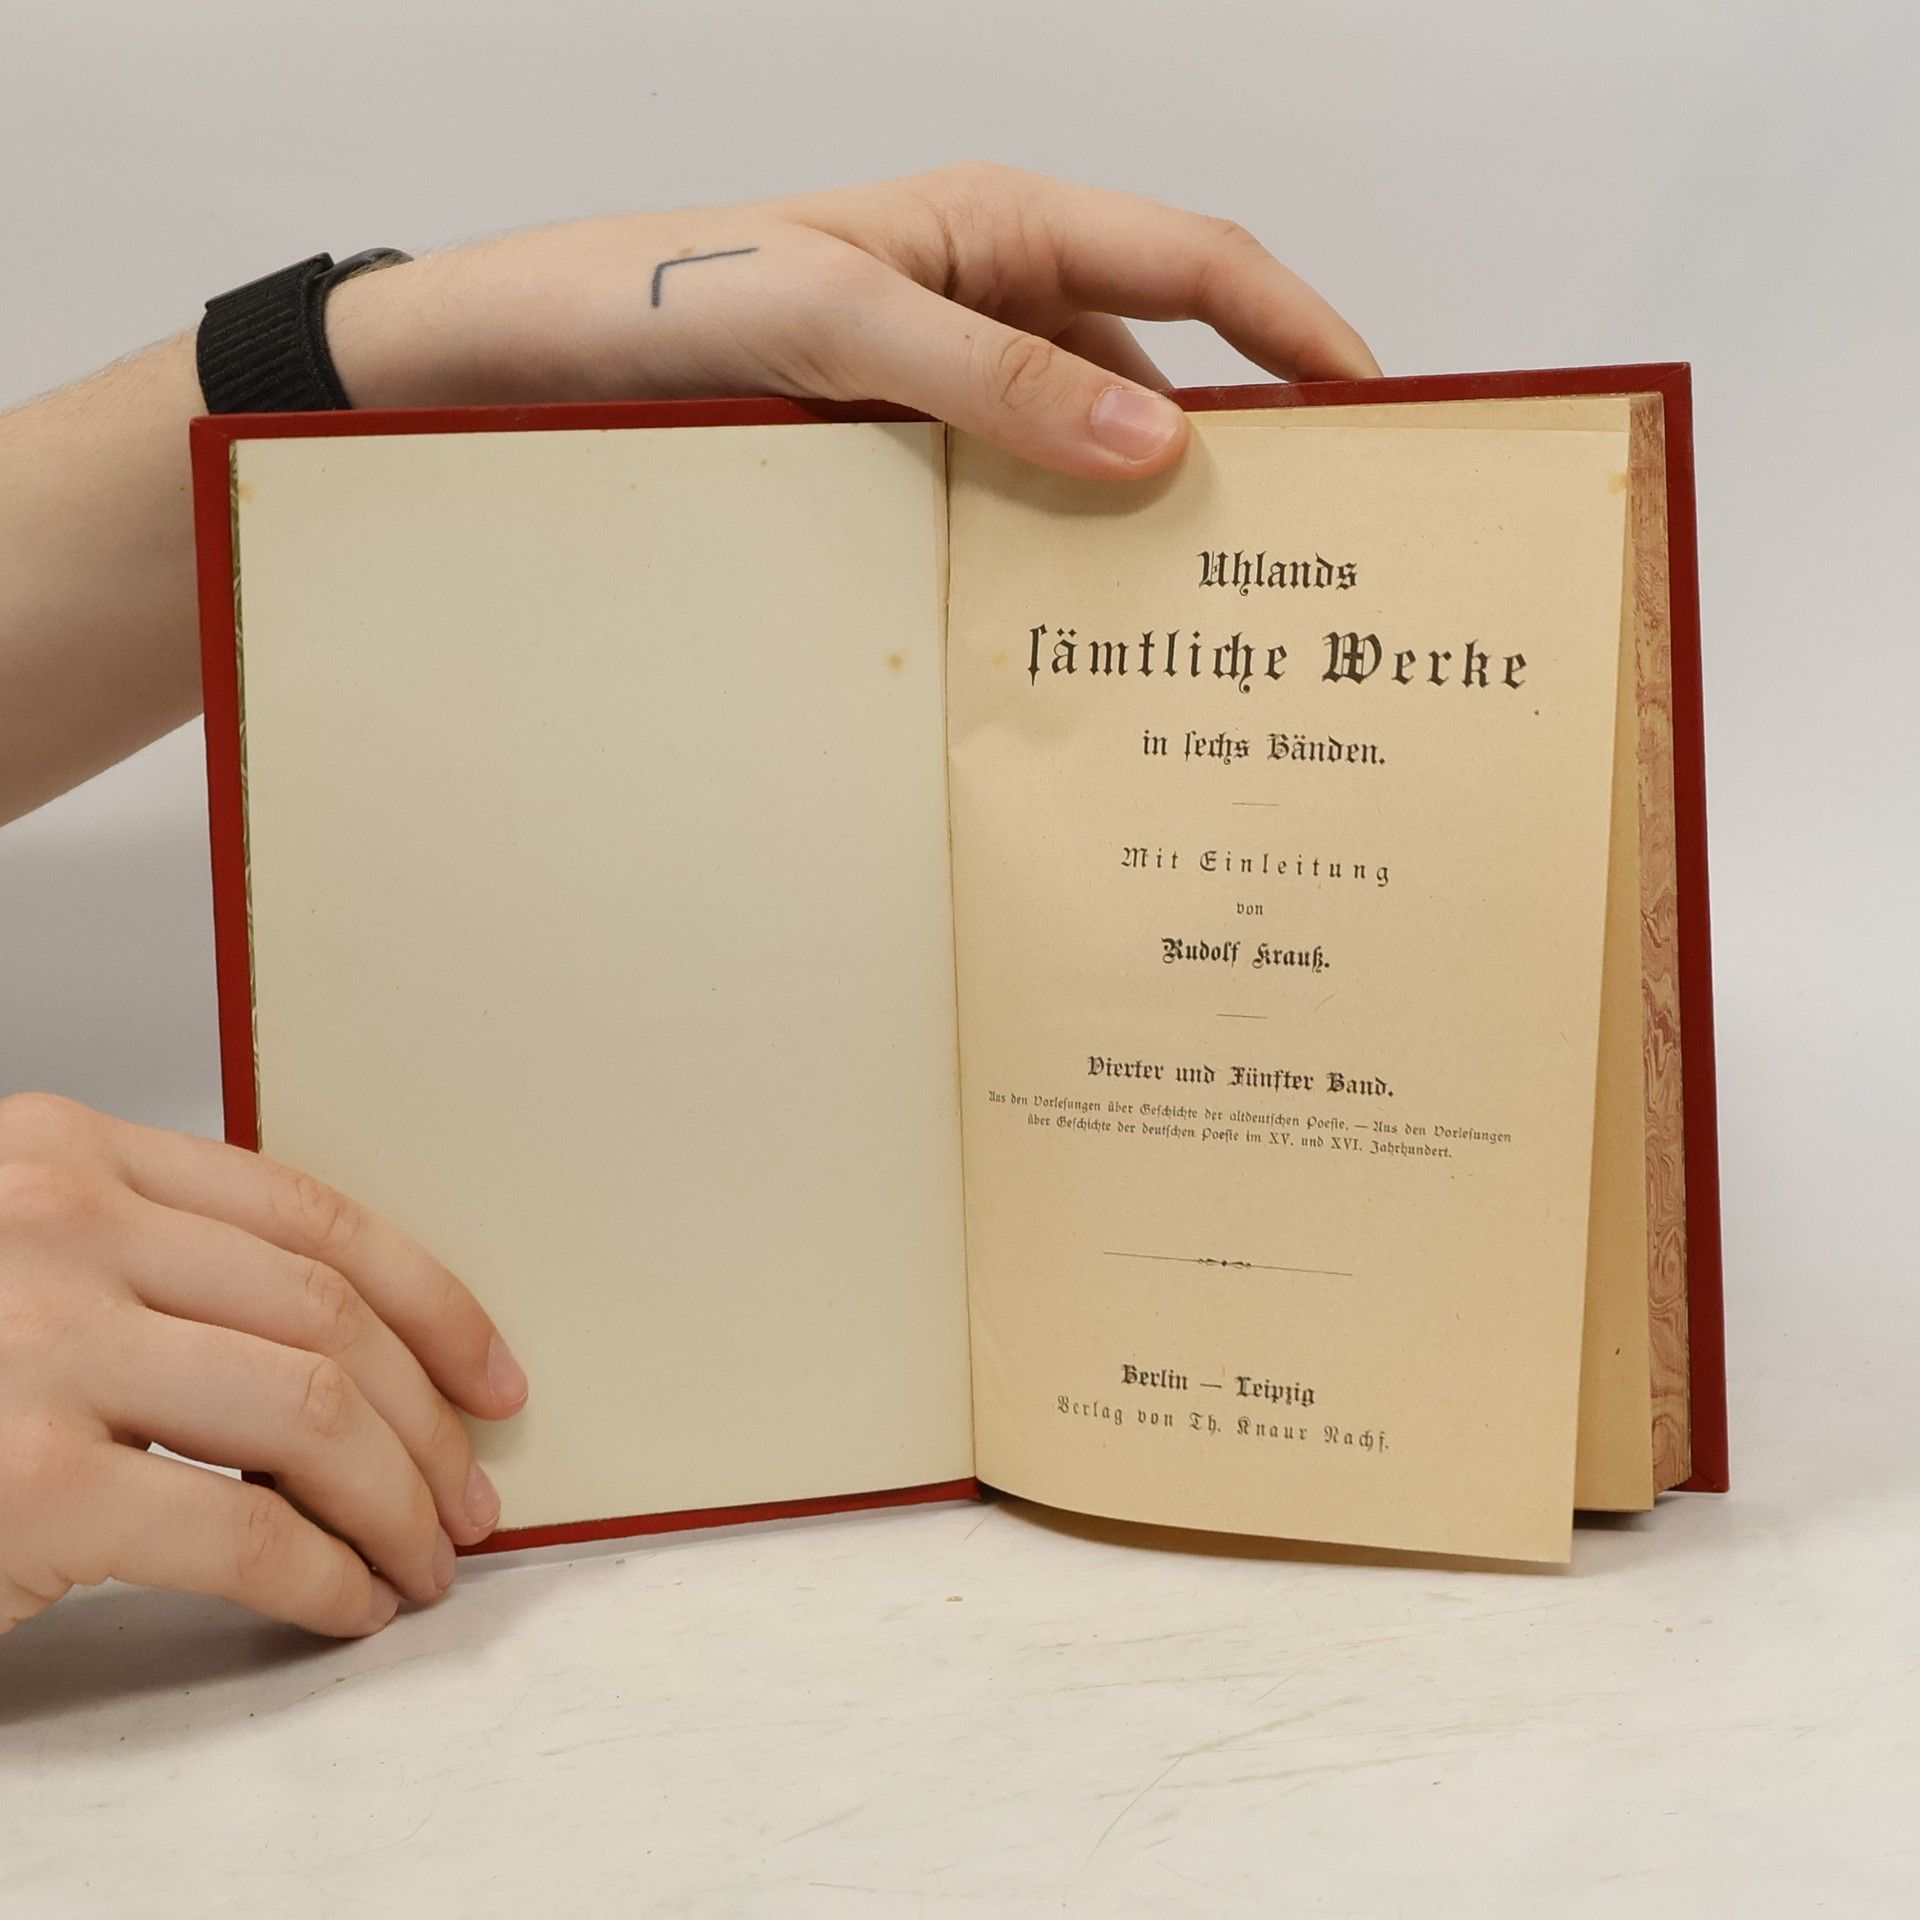 Uhlands
ſämtliche Werke
in ſechs Bänden.
Mit Einleitung
von
Rudolf Krauß.
Vierter und Fünfter Band.
Aus den Vorleſungen über Geſchichte der altdeutſchen Poeſie. — Aus den Vorleſungen
über Geſchichte der deutſchen Poeſie im XV. und XVI. Jahrhundert.
Berlin — Leipzig
Verlag von Th. Knaur Nachf.